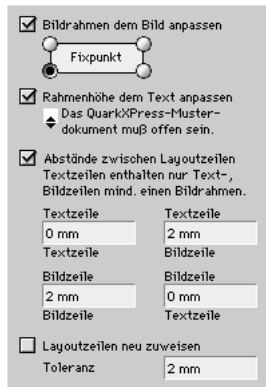 Bildrahmen dem Bild anpassen
Fixpunkt
Rahmenhöhe dem Text anpassen
Das QuarkXPress-Muster-
dokument muß offen sein.
Abstände zwischen Layoutzeilen
Textzeilen enthalten nur Text-,
Bildzeilen mind. einen Bildrahmen.
Textzeile Textzeile
0 mm 2 mm
Textzeile Bildzeile
Bildzeile Bildzeile
2 mm 0 mm
Bildzeile Textzeile
Layoutzeilen neu zuweisen
Toleranz 2 mm